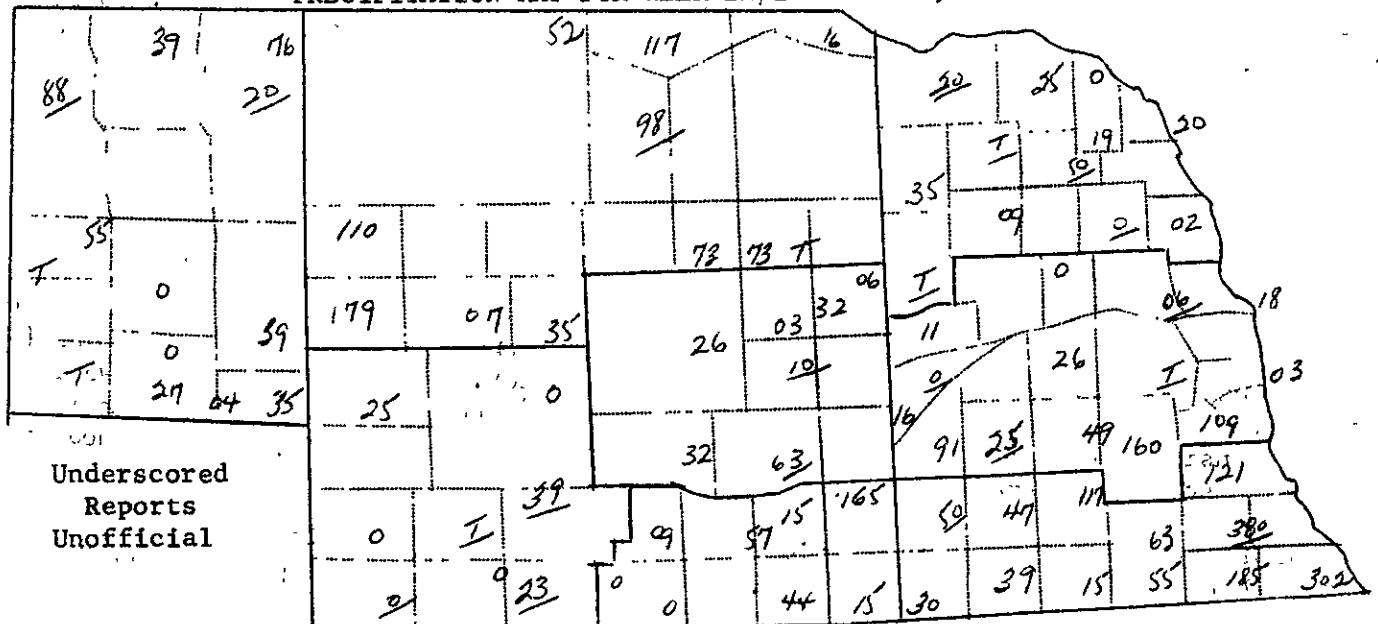 52 117 16
39 76
88 20 20 25 0
98 T 19 20
50
35
55 110 09 0 02
T 73 73 T
0 06 T 0
179 07 35 32 06 18
39 26 03 11
0 10 0 26 T 03
T 27 04 35 25 0 16 109
32 63 91 25 49 160
Underscored 121
Reports 39 165 50 47 117
Unofficial 0 T 09 57 15 63 380
0 0 23 0 0 44 15 30 39 15 55 185 302